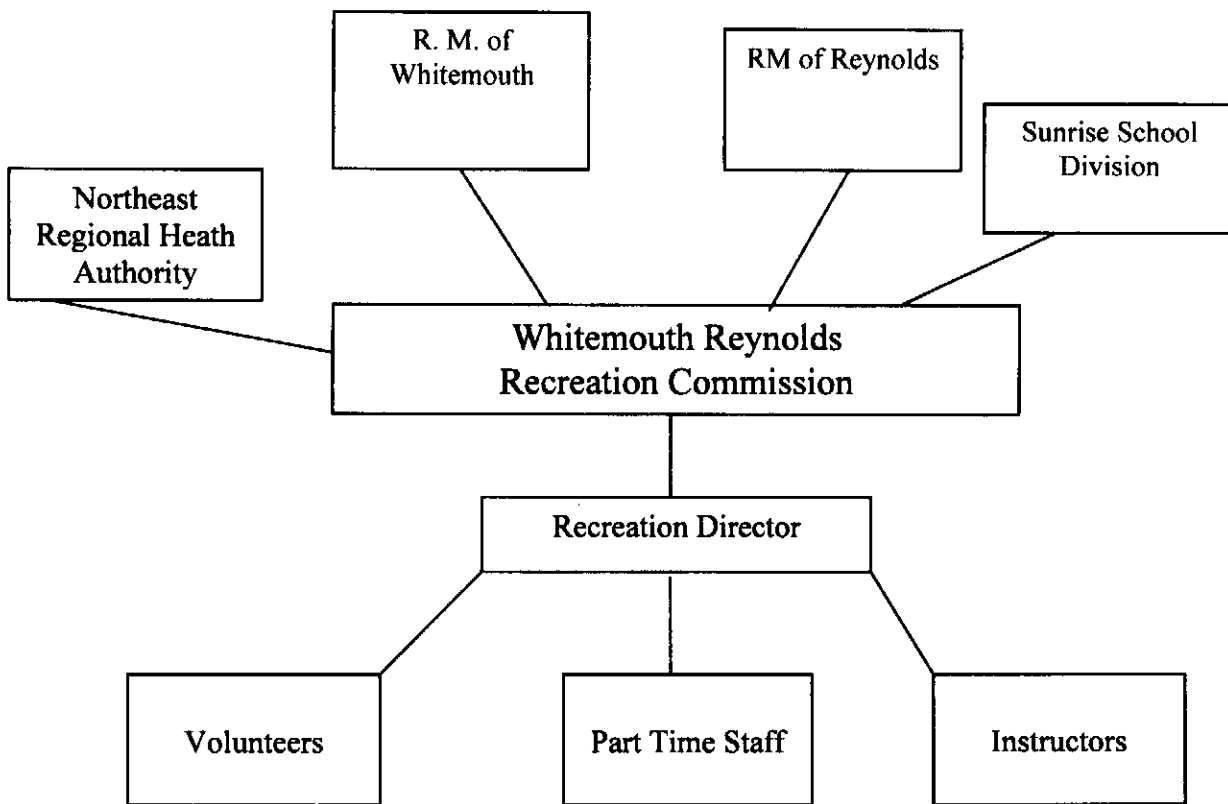 R. M. of
Whitemouth
RM of Reynolds
Sunrise School
Division
Northeast
Regional Heath
Authority
Whitemouth Reynolds
Recreation Commission
Recreation Director
Volunteers
Part Time Staff
Instructors